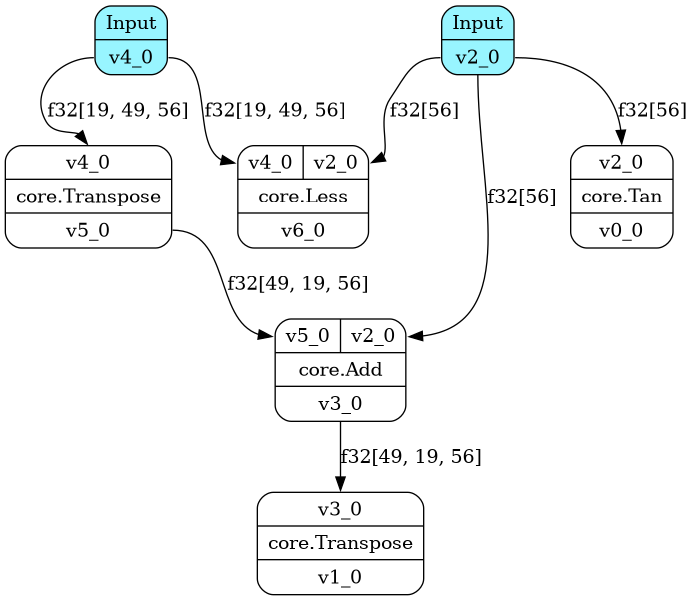 Input
v4_0
Input
v2_0
f32[19, 49, 56]
f32[19, 49, 56]
f32[56]
f32[56]
v4_0
core.Transpose
v5_0
v4_0 v2_0
core.Less
v6_0
v2_0
core.Tan
v0_0
f32[56]
f32[49, 19, 56]
v5_0 v2_0
core.Add
v3_0
f32[49, 19, 56]
v3_0
core.Transpose
v1_0